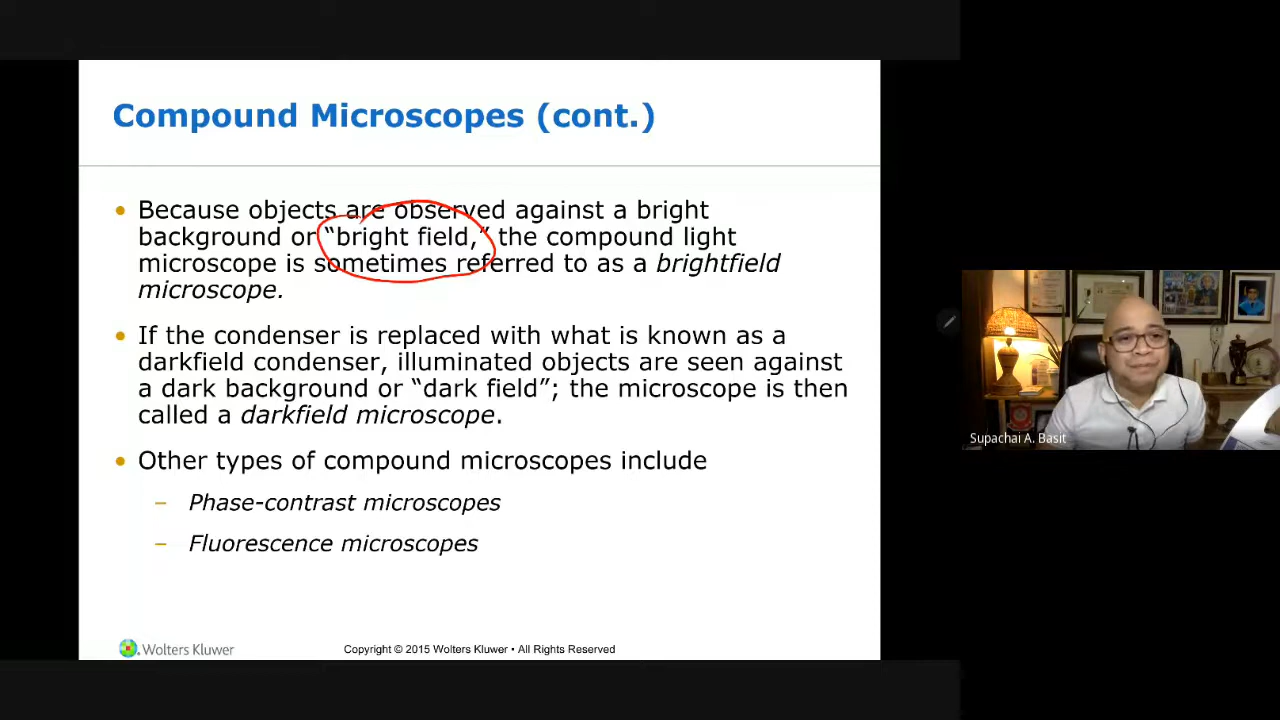 Compound Microscopes (cont.)
• Because objects are observed against a bright
background or “bright field,” the compound light
microscope is sometimes referred to as a brightfield
microscope.
• If the condenser is replaced with what is known as a
darkfield condenser, illuminated objects are seen against
a dark background or “dark field”; the microscope is then
called a darkfield microscope.
• Other types of compound microscopes include
– Phase-contrast microscopes
– Fluorescence microscopes
Wolters Kluwer
Copyright © 2015 Wolters Kluwer • All Rights Reserved
Supachai A. Basit